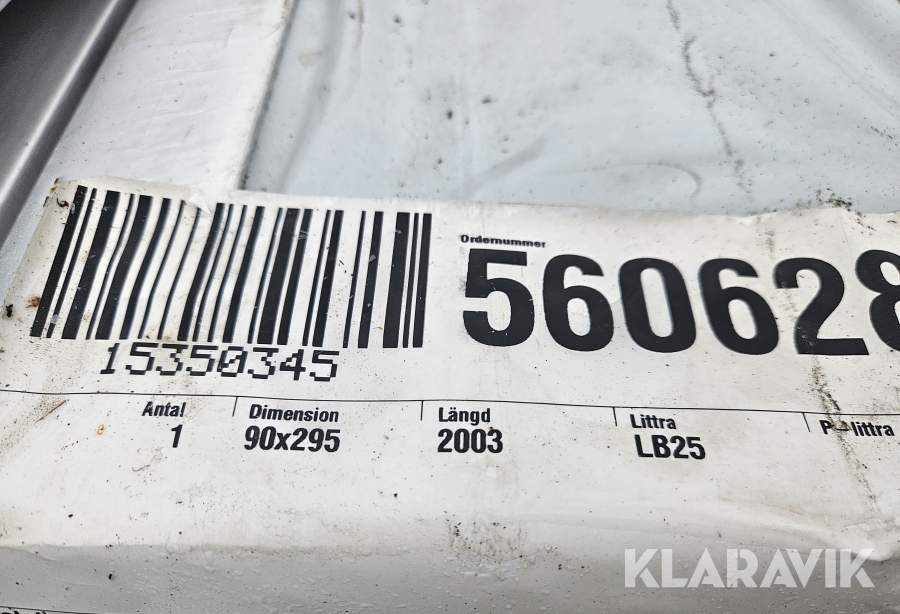 Ordernummer
560628
15350345
Antal Dimension Längd Littra
1 90x295 2003 LB25
KLARAVIK